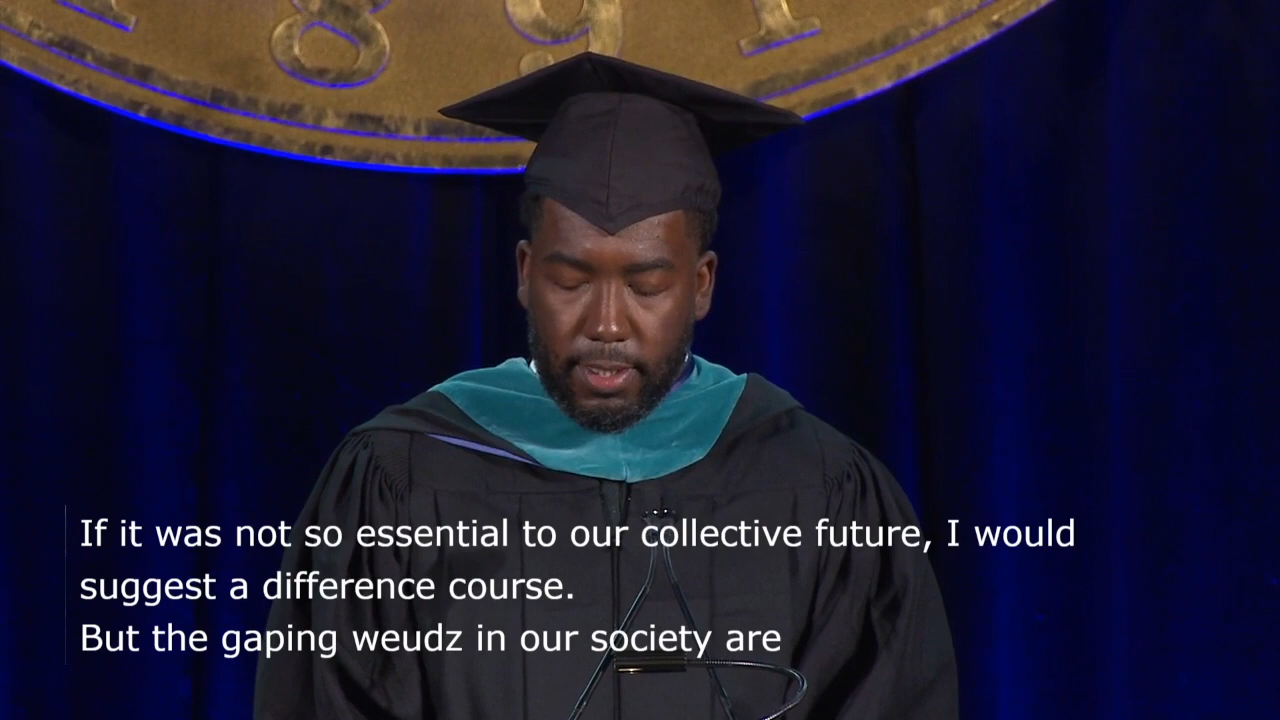 1891
If it was not so essential to our collective future, I would
suggest a difference course.
But the gaping weudz in our society are